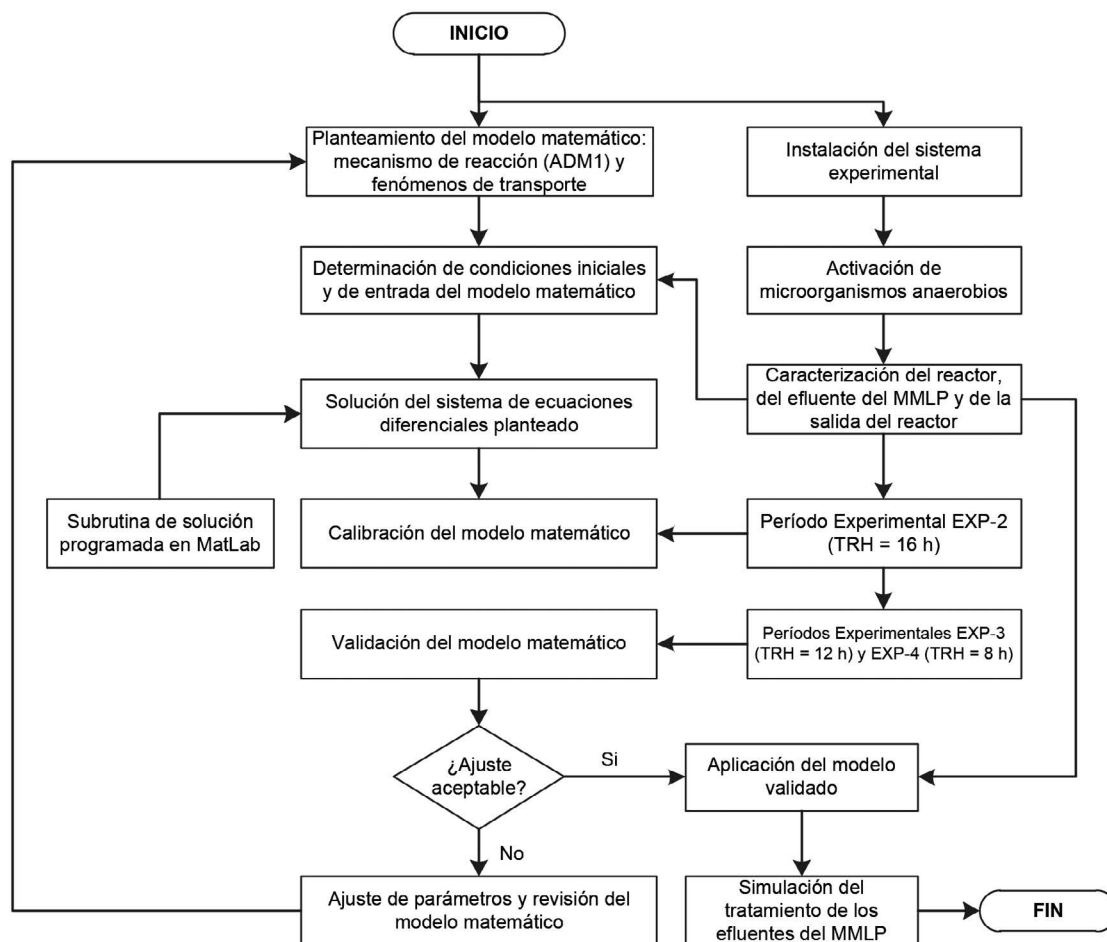 INICIO
Planteamiento del modelo matemático:
mecanismo de reacción (ADM1) y
fenómenos de transporte
Instalación del sistema
experimental
Determinación de condiciones iniciales
y de entrada del modelo matemático
Activación de
microorganismos anaerobios
Solución del sistema de ecuaciones
diferenciales planteado
Caracterización del reactor,
del efluente del MMLP y de la
salida del reactor
Subrutina de solución
programada en MatLab
Calibración del modelo matemático
Período Experimental EXP-2
(TRH = 16 h)
Validación del modelo matemático
Períodos Experimentales EXP-3
(TRH = 12 h) y EXP-4 (TRH = 8 h)
¿Ajuste
aceptable?
Si
Aplicación del modelo
validado
No
Ajuste de parámetros y revisión del
modelo matemático
Simulación del
tratamiento de los
efluentes del MMLP
FIN